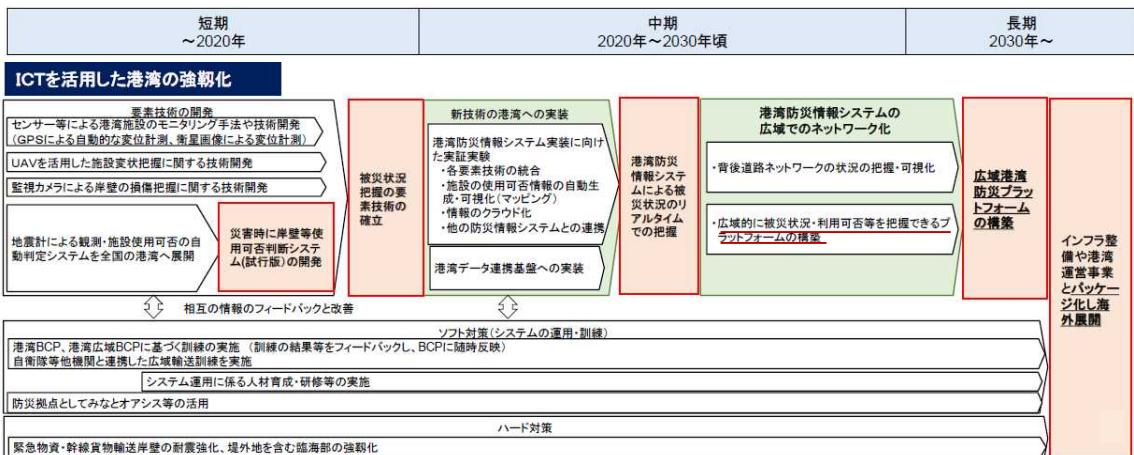 短期
～2020年
中期
2020年～2030年頃
長期
2030年～
ICTを活用した港湾の強靱化
要素技術の開発
センサー等による港湾施設のモニタリング手法や技術開発
（GPSによる自動的な変位計測、衛星画像による変位計測）
UAVを活用した施設変状把握に関する技術開発
監視カメラによる岸壁の損傷把握に関する技術開発
地震計による観測・施設使用可否の自
動判定システムを全国の港湾へ展開
災害時に岸壁等使
用可否判断システ
ム(試行版)の開発
被災状況
把握の要
素技術の
確立
新技術の港湾への実装
港湾防災情報システム実装に向け
た実証実験
・各要素技術の統合
・施設の使用可否情報の自動生
成・可視化（マッピング）
・情報のクラウド化
・他の防災情報システムとの連携
港湾データ連携基盤への実装
港湾防災
情報システ
ムによる被
災状況のリ
アルタイム
での把握
港湾防災情報システムの
広域でのネットワーク化
・背後道路ネットワークの状況の把握・可視化
・広域的に被災状況・利用可否等を把握できるプ
ラットフォームの構築
広域港湾
防災プラッ
トフォーム
の構築
インフラ整
備や港湾
運営事業
とパッケー
ジ化し海
外展開
相互の情報のフィードバックと改善
ソフト対策（システムの運用・訓練）
港湾BCP、港湾広域BCPに基づく訓練の実施　（訓練の結果等をフィードバックし、BCPに随時反映）
自衛隊等他機関と連携した広域輸送訓練を実施
システム運用に係る人材育成・研修等の実施
防災拠点としてみなとオアシス等の活用
ハード対策
緊急物資・幹線貨物輸送岸壁の耐震強化、堤外地を含む臨海部の強靱化